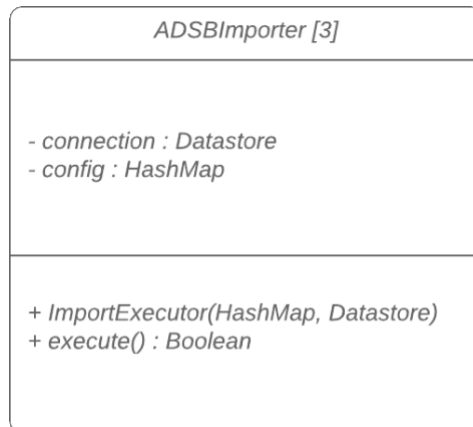 ADSBImporter [3]
- connection : Datastore
- config : HashMap
+ ImportExecutor(HashMap, Datastore)
+ execute() : Boolean